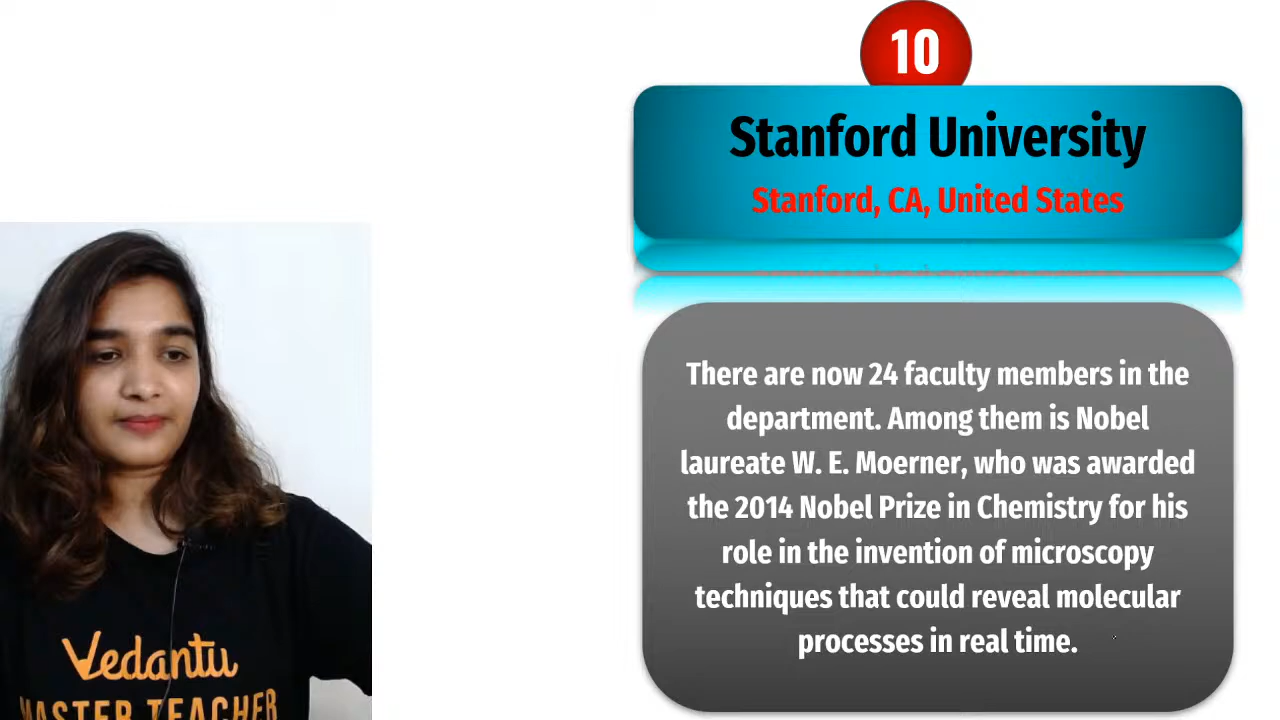 10
Stanford University
Stanford, CA, United States
There are now 24 faculty members in the
department. Among them is Nobel
laureate W. E. Moerner, who was awarded
the 2014 Nobel Prize in Chemistry for his
role in the invention of microscopy
techniques that could reveal molecular
processes in real time.
Vedantu
MASTER TEACHER